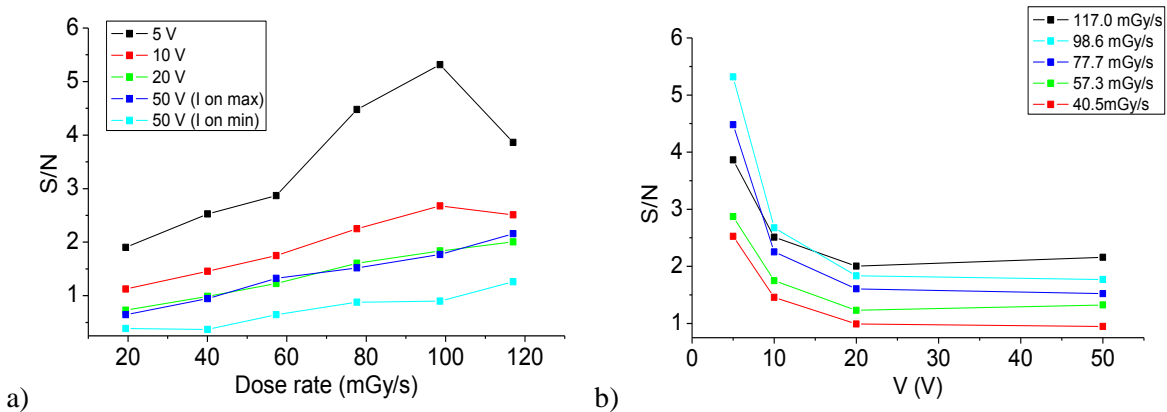 6
5
4
3
2
1
S/N
5 V
10 V
20 V
50 V (I on max)
50 V (I on min)
20 40 60 80 100 120
Dose rate (mGy/s)
a)
6
5
4
3
2
1
S/N
117.0 mGy/s
98.6 mGy/s
77.7 mGy/s
57.3 mGy/s
40.5mGy/s
0 10 20 30 40 50
V (V)
b)